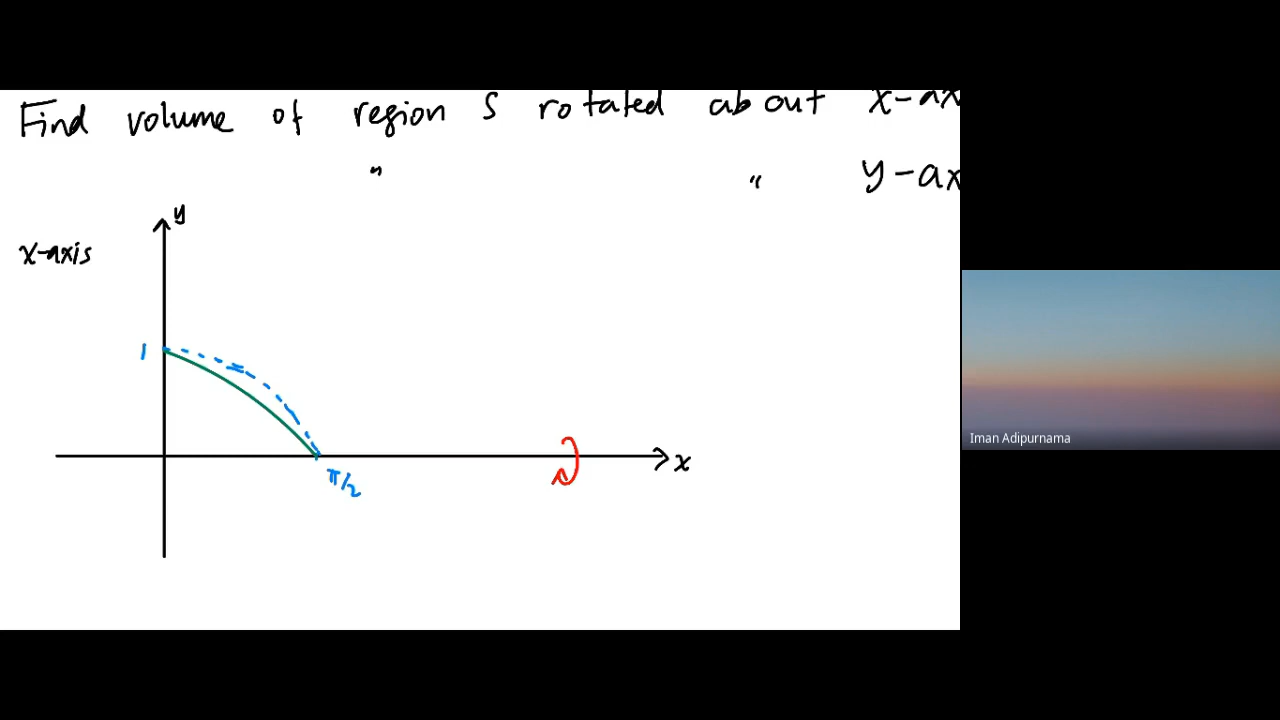 Find volume of region S rotated about x-ax
" " y-ax
y
x-axis
1
x
π/2
Iman Adipurnama